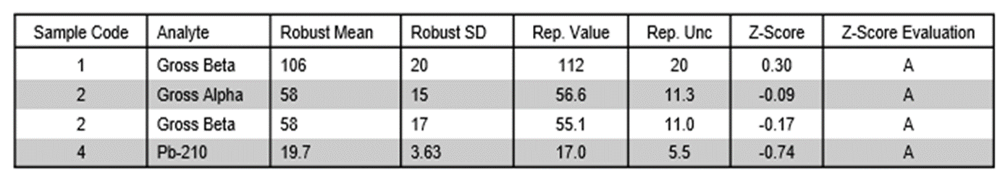 Sample Code Analyte Robust Mean Robust SD Rep. Value Rep. Unc Z-Score Z-Score Evaluation
1 Gross Beta 106 20 112 20 0.30 A
2 Gross Alpha 58 15 56.6 11.3 -0.09 A
2 Gross Beta 58 17 55.1 11.0 -0.17 A
4 Pb-210 19.7 3.63 17.0 5.5 -0.74 A